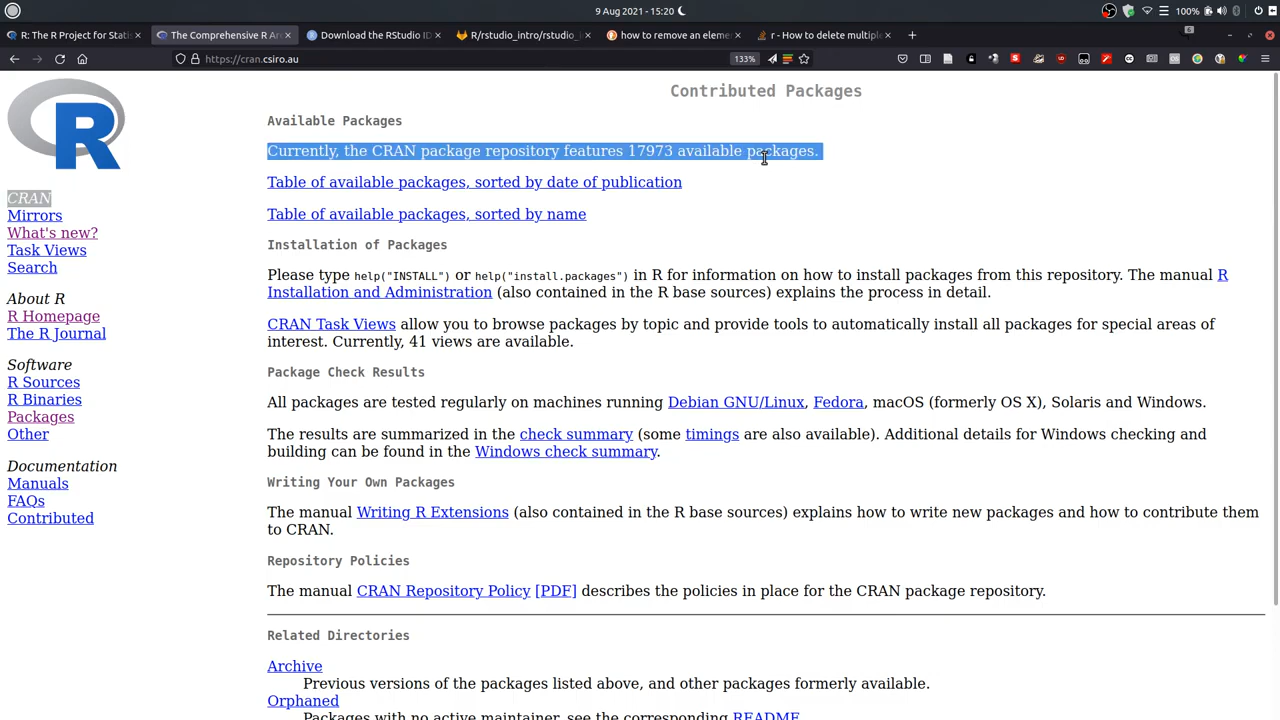 9 Aug 2021 - 15:20
100%
R: The R Project for Statis
The Comprehensive R Ar
Download the RStudio ID
R/rstudio_intro/rstudio_i
how to remove an eleme
r - How to delete multiple
https://cran.csiro.au
133%
R
CRAN
Mirrors
What's new?
Task Views
Search
About R
R Homepage
The R Journal
Software
R Sources
R Binaries
Packages
Other
Documentation
Manuals
FAQs
Contributed
Contributed Packages
Available Packages
Currently, the CRAN package repository features 17973 available packages.
Table of available packages, sorted by date of publication
Table of available packages, sorted by name
Installation of Packages
Please type help("INSTALL") or help("install.packages") in R for information on how to install packages from this repository. The manual R
Installation and Administration (also contained in the R base sources) explains the process in detail.
CRAN Task Views allow you to browse packages by topic and provide tools to automatically install all packages for special areas of
interest. Currently, 41 views are available.
Package Check Results
All packages are tested regularly on machines running Debian GNU/Linux, Fedora, macOS (formerly OS X), Solaris and Windows.
The results are summarized in the check summary (some timings are also available). Additional details for Windows checking and
building can be found in the Windows check summary.
Writing Your Own Packages
The manual Writing R Extensions (also contained in the R base sources) explains how to write new packages and how to contribute them
to CRAN.
Repository Policies
The manual CRAN Repository Policy [PDF] describes the policies in place for the CRAN package repository.
Related Directories
Archive
Previous versions of the packages listed above, and other packages formerly available.
Orphaned
Packages with no active maintainer, see the corresponding README.